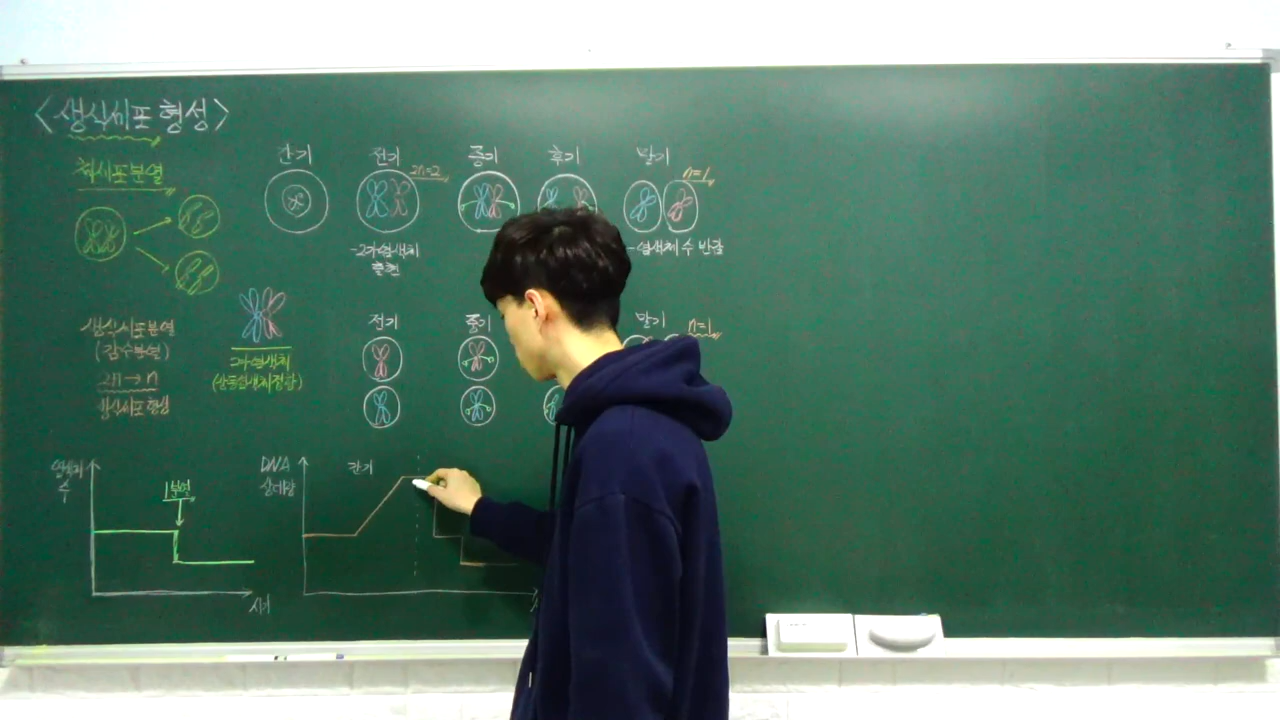 <생식세포 형성>
체세포분열
간기 전기 중기 후기 말기
2n=2
n=1
-2가염색체
출현
-염색체 수 반감
생식세포분열
(감수분열)
2n→n
생식세포 형성
2가염색체
(상동염색체접합)
전기 중기 말기
n=1
염색체
수
1분열
시기
DNA
상대량
간기